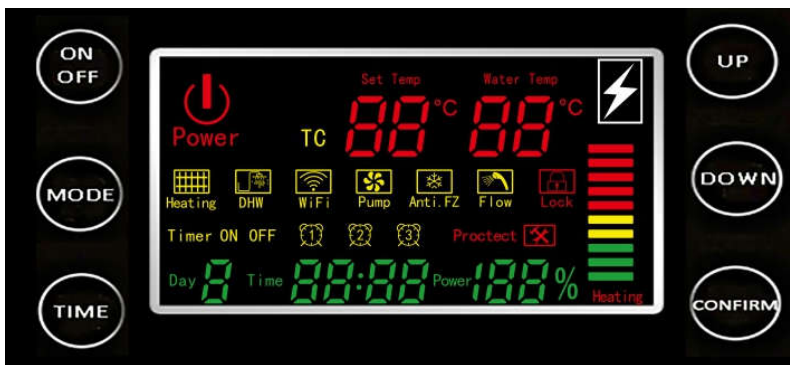 ON
OFF
UP
Set Temp
Water Temp
88°C
88°C
Power
TC
MODE
DOWN
Heating
DHW
WiFi
Pump
Anti.FZ
Flow
Lock
Timer ON OFF
1
2
3
Proctect
Day 8
Time 88:88
Power 188%
Heating
TIME
CONFIRM